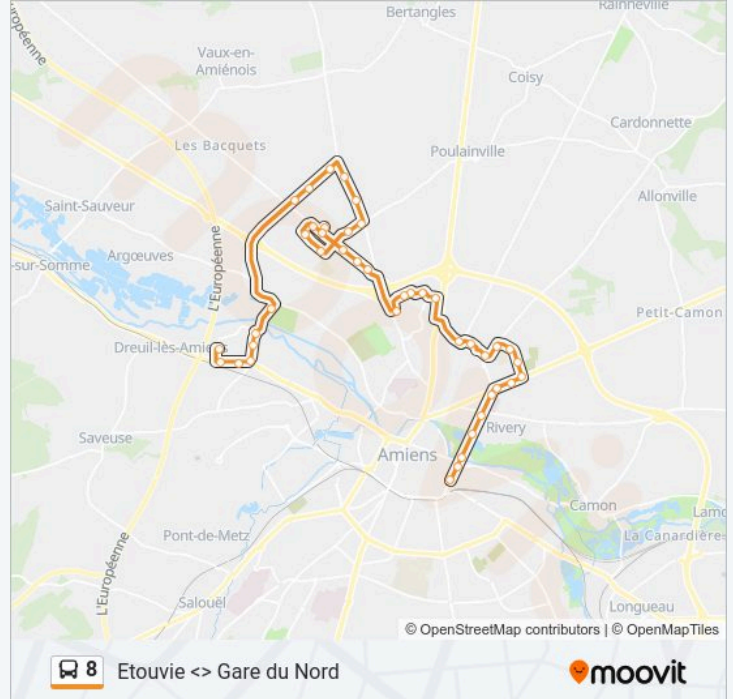 Bertangles
Rainneville
ropéenne
Vaux-en-
Amiénois
Coisy
Cardonnette
Les Bacquets
Poulainville
Allonville
Saint-Sauveur
L'Européenne
Argœuves
-sur-Somme
Petit-Camon
Dreuil-lès-Amiens
Saveuse
Rivery
Amiens
Camon
Lamo
La Canardière
Pont-de-Metz
L'Européenne
Salouël
Longueau
© OpenStreetMap contributors | © OpenMapTiles
8 Etouvie <> Gare du Nord
moovit